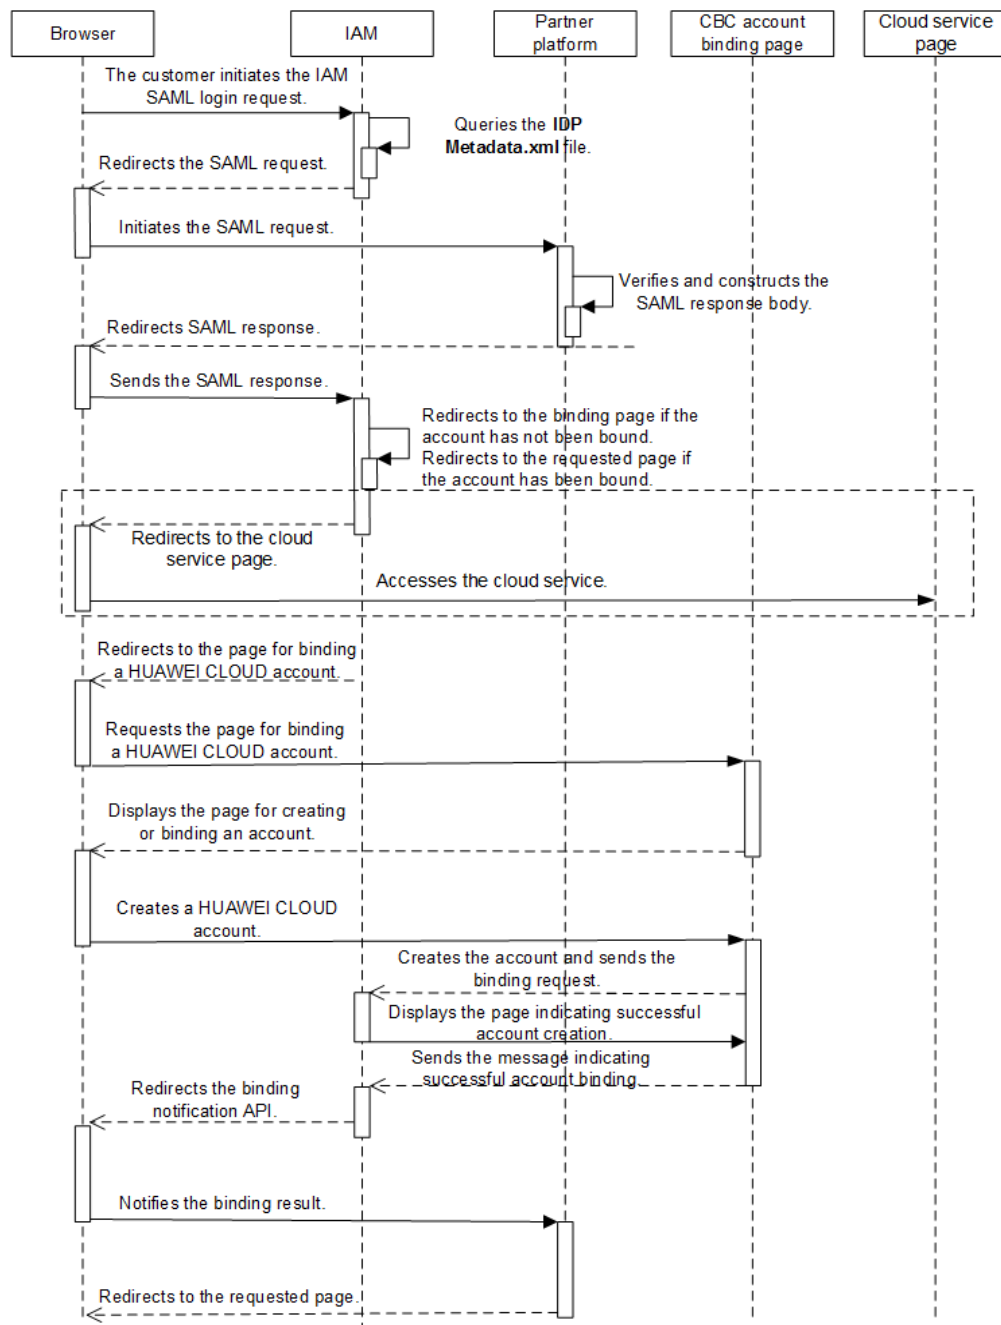 Browser
IAM
Partner
platform
CBC account
binding page
Cloud service
page
The customer initiates the IAM
SAML login request.
Queries the IDP
Metadata.xml file.
Redirects the SAML request.
Initiates the SAML request.
Verifies and constructs the
SAML response body.
Redirects SAML response.
Sends the SAML response.
Redirects to the binding page if the
account has not been bound.
Redirects to the requested page if
the account has been bound.
Redirects to the cloud
service page.
Accesses the cloud service.
Redirects to the page for binding
a HUAWEI CLOUD account.
Requests the page for binding
a HUAWEI CLOUD account.
Displays the page for creating
or binding an account.
Creates a HUAWEI CLOUD
account.
Creates the account and sends the
binding request.
Displays the page indicating successful
account creation.
Sends the message indicating
successful account binding.
Redirects the binding
notification API.
Notifies the binding result.
Redirects to the requested page.